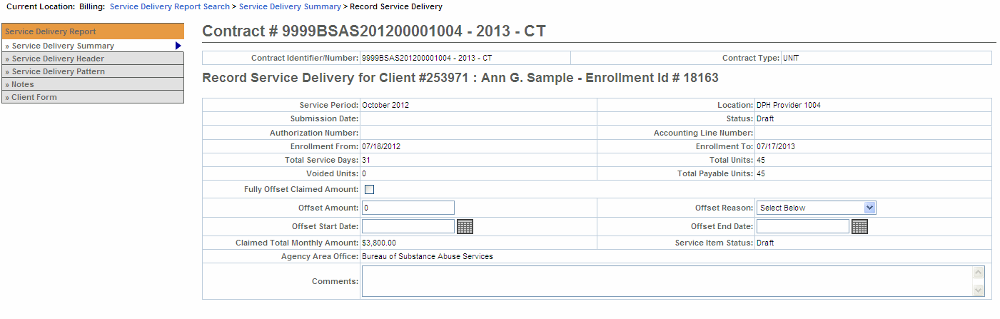 Current Location: Billing: Service Delivery Report Search > Service Delivery Summary > Record Service Delivery
Service Delivery Report
» Service Delivery Summary
» Service Delivery Header
» Service Delivery Pattern
» Notes
» Client Form
Contract # 9999BSAS201200001004 - 2013 - CT
Contract Identifier/Number: 9999BSAS201200001004 - 2013 - CT Contract Type: UNIT
Record Service Delivery for Client #253971 : Ann G. Sample - Enrollment Id # 18163
Service Period: October 2012 Location: DPH Provider 1004
Submission Date: Status: Draft
Authorization Number: Accounting Line Number:
Enrollment From: 07/18/2012 Enrollment To: 07/17/2013
Total Service Days: 31 Total Units: 45
Voided Units: 0 Total Payable Units: 45
Fully Offset Claimed Amount:
Offset Amount: 0 Offset Reason: Select Below
Offset Start Date: Offset End Date:
Claimed Total Monthly Amount: $3,800.00 Service Item Status: Draft
Agency Area Office: Bureau of Substance Abuse Services
Comments: